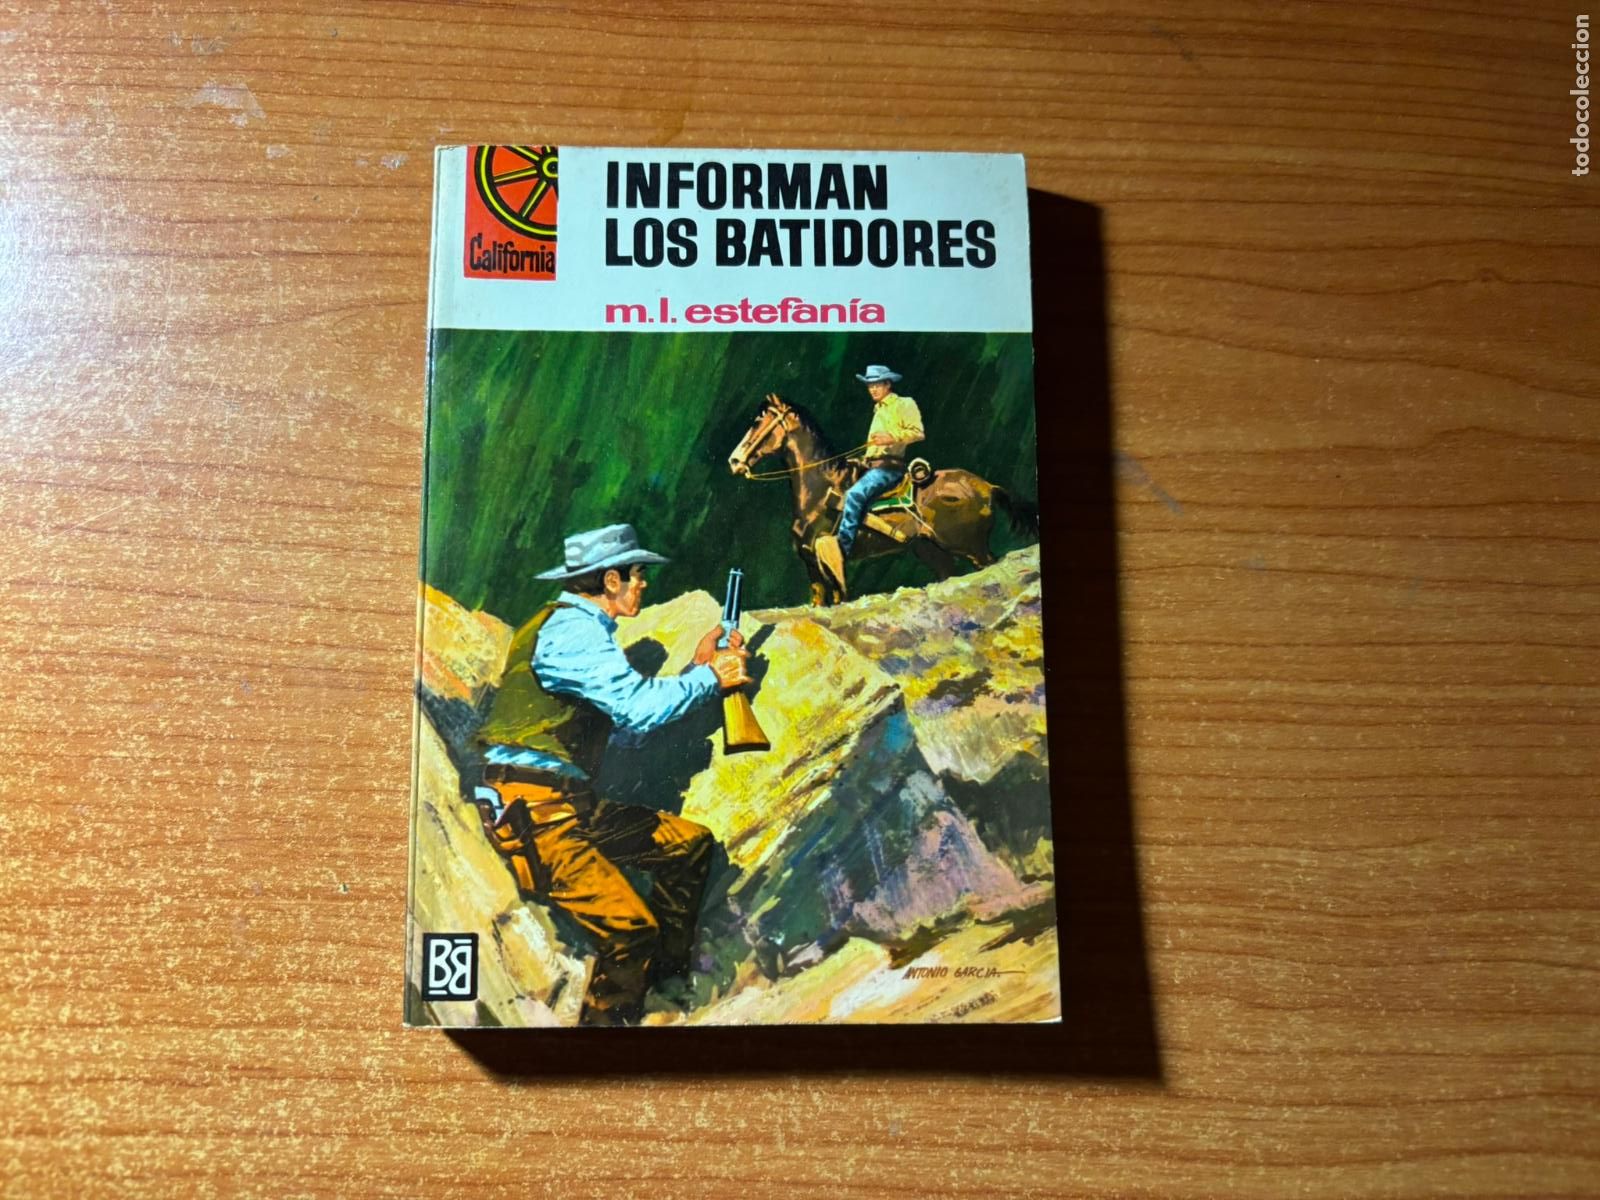 INFORMAN
LOS BATIDORES
California
m.l. estefanía
ANTONIO GARCIA
BB
todocoleccion